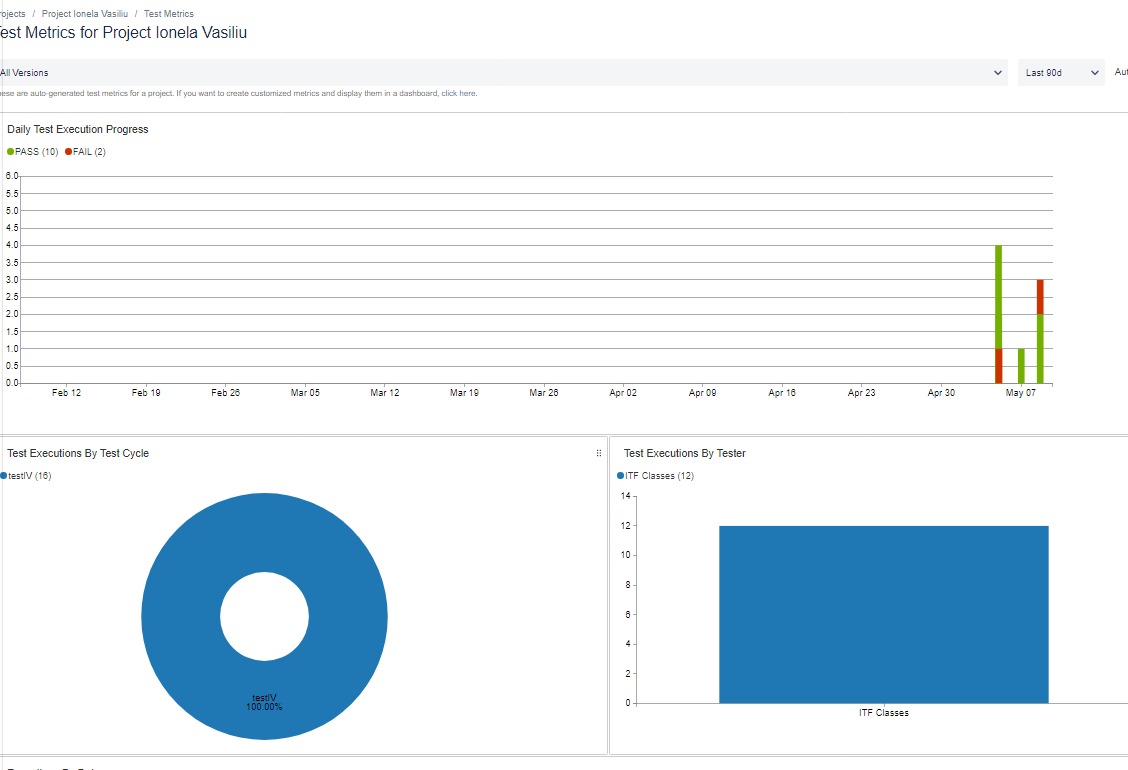 rojects / Project Ionela Vasiliu / Test Metrics
est Metrics for Project Ionela Vasiliu
All Versions
Last 90d
Aut
ese are auto-generated test metrics for a project. If you want to create customized metrics and display them in a dashboard, click here.
Daily Test Execution Progress
PASS (10) FAIL (2)
6.0
5.5
5.0
4.5
4.0
3.5
3.0
2.5
2.0
1.5
1.0
0.5
0.0
Feb 12 Feb 19 Feb 26 Mar 05 Mar 12 Mar 19 Mar 26 Apr 02 Apr 09 Apr 16 Apr 23 Apr 30 May 07
Test Executions By Test Cycle
testIV (16)
testIV
100.00%
Test Executions By Tester
ITF Classes (12)
14
12
10
8
6
4
2
0
ITF Classes